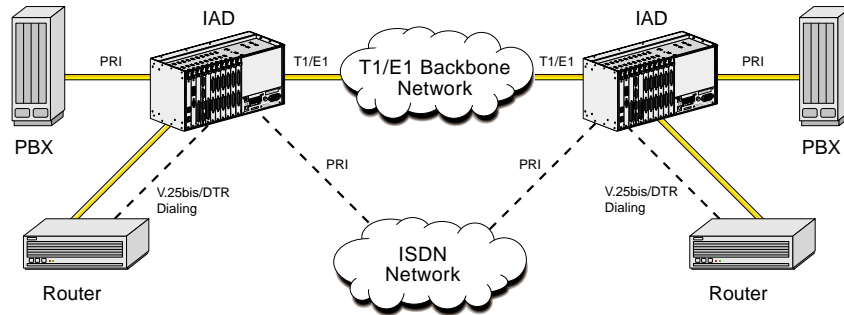 IAD
IAD
PRI
T1/E1
T1/E1 Backbone
Network
T1/E1
PRI
PBX
PBX
PRI
PRI
V.25bis/DTR
Dialing
V.25bis/DTR
Dialing
ISDN
Network
Router
Router